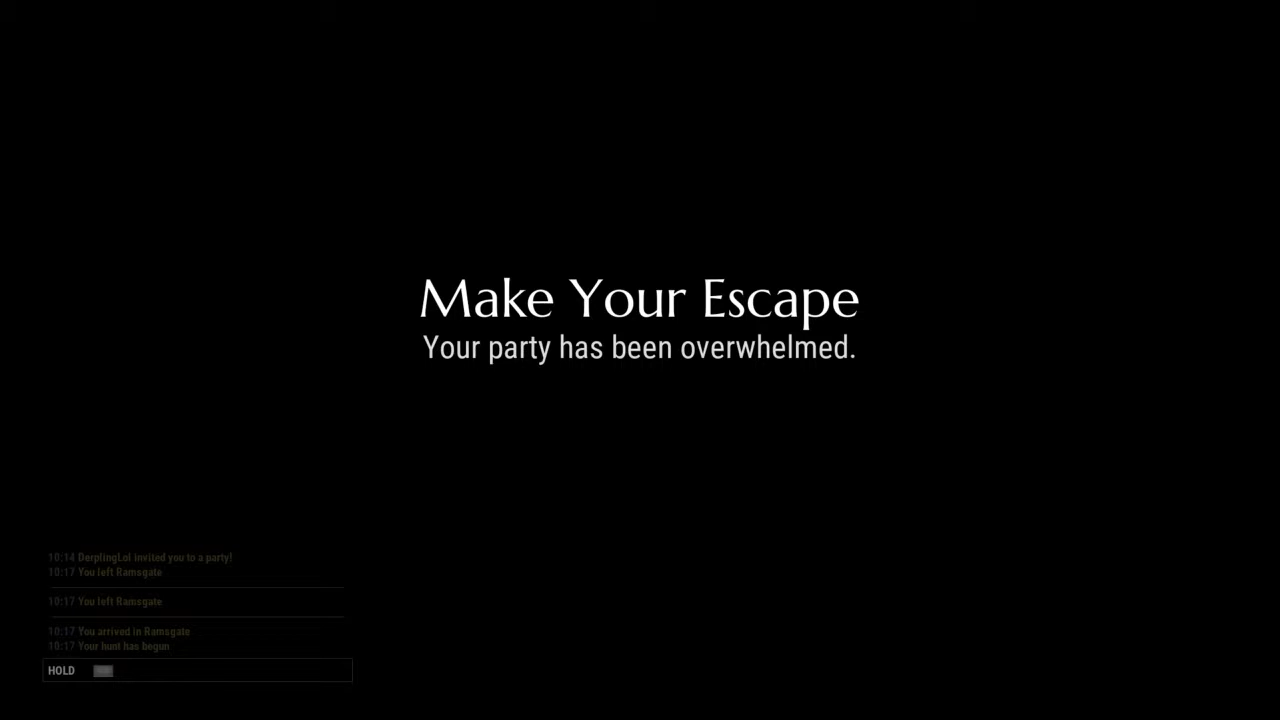 Make Your Escape
Your party has been overwhelmed.
10:14 DerplingLol invited you to a party!
10:17 You left Ramsgate
10:17 You left Ramsgate
10:17 You arrived in Ramsgate
10:17 Your hunt has begun
HOLD